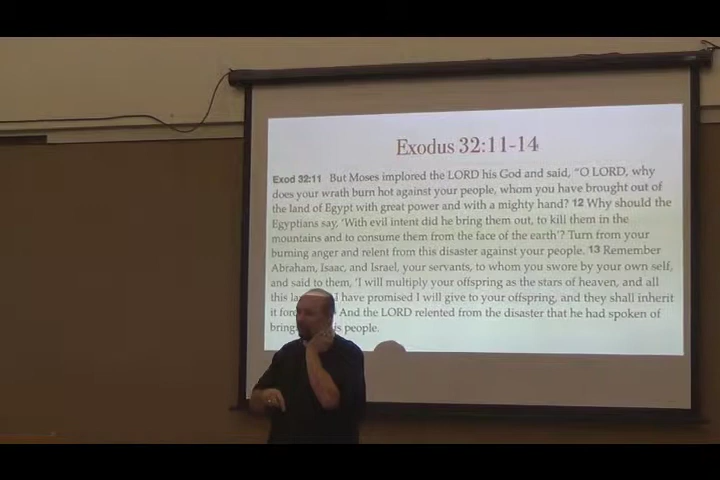 Exodus 32:11-14
Exod 32:11 But Moses implored the LORD his God and said, “O LORD, why
does your wrath burn hot against your people, whom you have brought out of
the land of Egypt with great power and with a mighty hand? 12 Why should the
Egyptians say, ‘With evil intent did he bring them out, to kill them in the
mountains and to consume them from the face of the earth’? Turn from your
burning anger and relent from this disaster against your people. 13 Remember
Abraham, Isaac, and Israel, your servants, to whom you swore by your own self,
and said to them, ‘I will multiply your offspring as the stars of heaven, and all
this I have promised I will give to your offspring, and they shall inherit
it And the LORD relented from the disaster that he had spoken of
people.